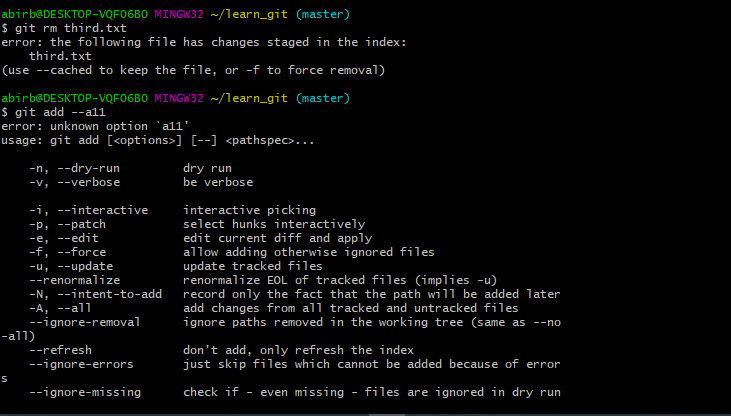 abirb@DESKTOP-VQFO6BO MINGW32 ~/learn_git (master)
$ git rm third.txt
error: the following file has changes staged in the index:
    third.txt
(use --cached to keep the file, or -f to force removal)

abirb@DESKTOP-VQFO6BO MINGW32 ~/learn_git (master)
$ git add --a11
error: unknown option `a11'
usage: git add [<options>] [--] <pathspec>...

    -n, --dry-run         dry run
    -v, --verbose         be verbose

    -i, --interactive     interactive picking
    -p, --patch           select hunks interactively
    -e, --edit            edit current diff and apply
    -f, --force           allow adding otherwise ignored files
    -u, --update          update tracked files
    --renormalize         renormalize EOL of tracked files (implies -u)
    -N, --intent-to-add   record only the fact that the path will be added later
    -A, --all             add changes from all tracked and untracked files
    --ignore-removal      ignore paths removed in the working tree (same as --no
-all)
    --refresh             don't add, only refresh the index
    --ignore-errors       just skip files which cannot be added because of error
s
    --ignore-missing      check if - even missing - files are ignored in dry run